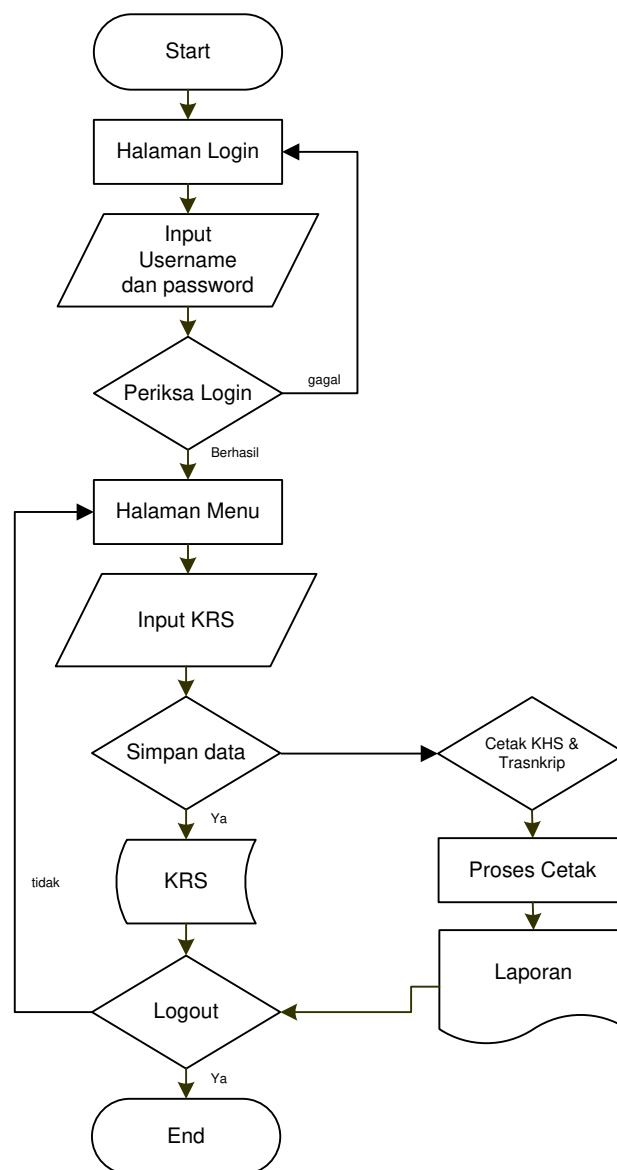 Start
Halaman Login
Input
Username
dan password
Periksa Login
gagal
Berhasil
Halaman Menu
Input KRS
Simpan data
Cetak KHS &
Trasnkrip
Ya
KRS
Proses Cetak
tidak
Laporan
Logout
Ya
End